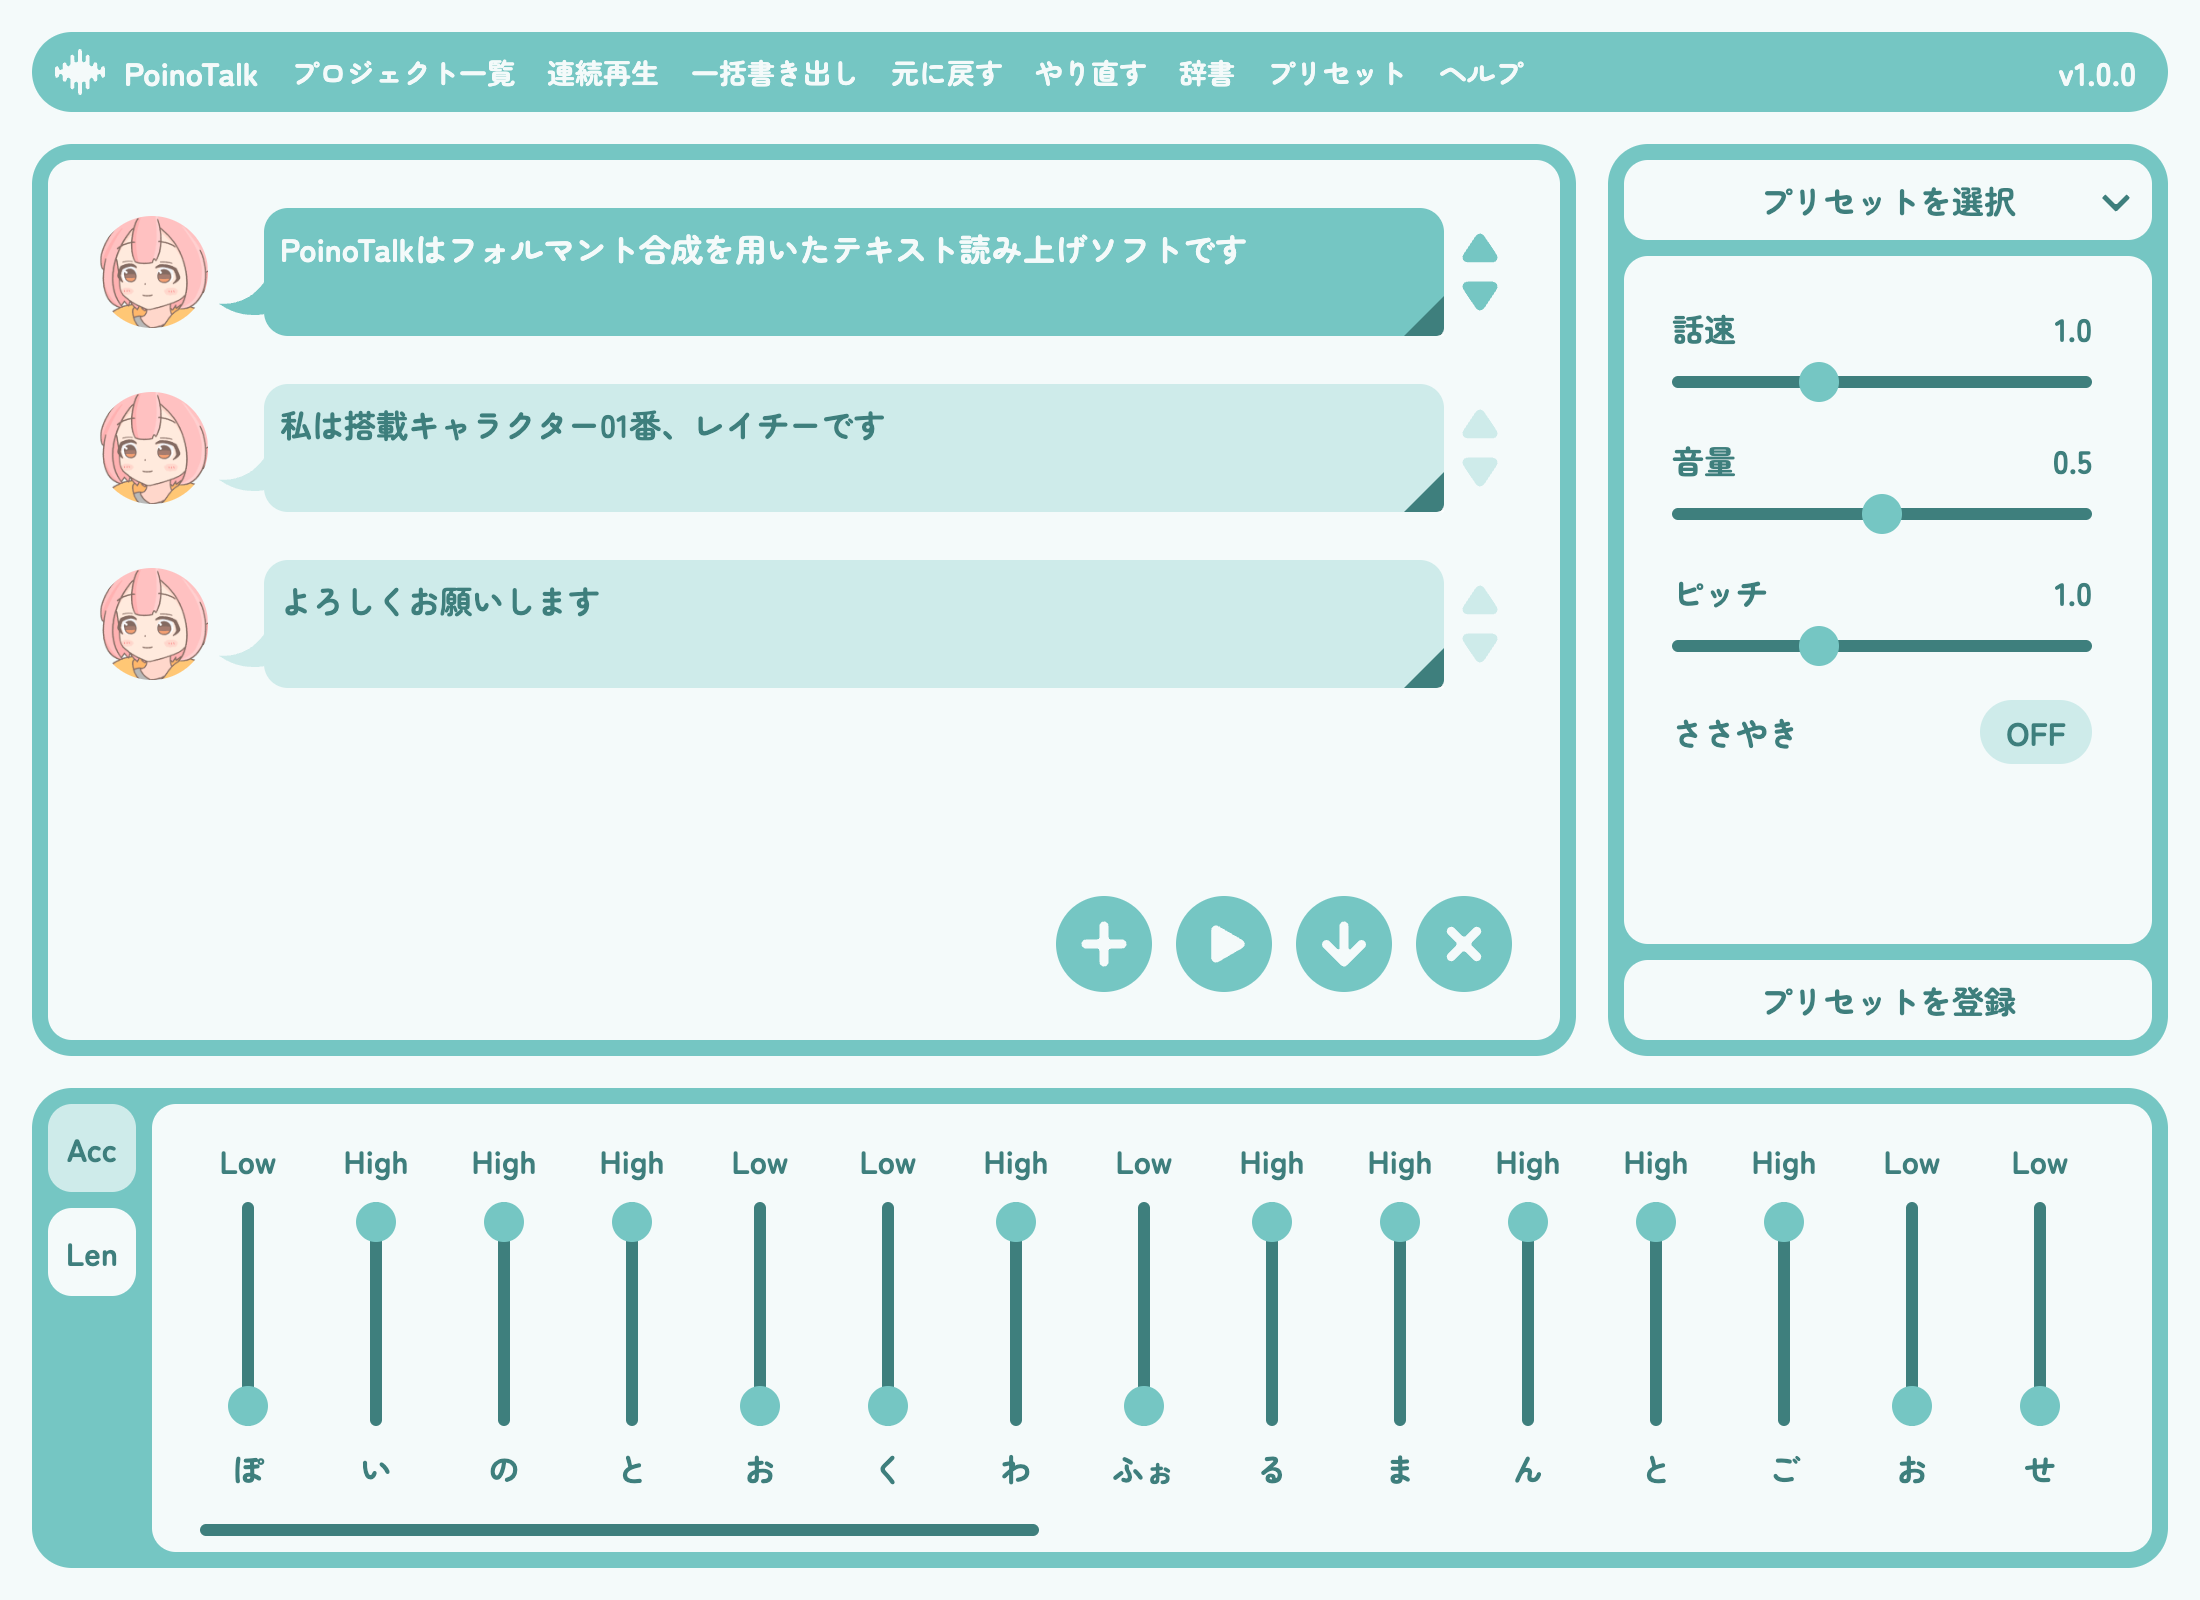 PoinoTalk プロジェクト一覧 連続再生 一括書き出し 元に戻す やり直す 辞書 プリセット ヘルプ v1.0.0
PoinoTalkはフォルマント合成を用いたテキスト読み上げソフトです
私は搭載キャラクター01番、レイチーです
よろしくお願いします
プリセットを選択
話速 1.0
音量 0.5
ピッチ 1.0
ささやき OFF
プリセットを登録
Acc
Len
Low High High High Low Low High Low High High High High High Low Low
ぽ い の と お く わ ふぉ る ま ん と ご お せ